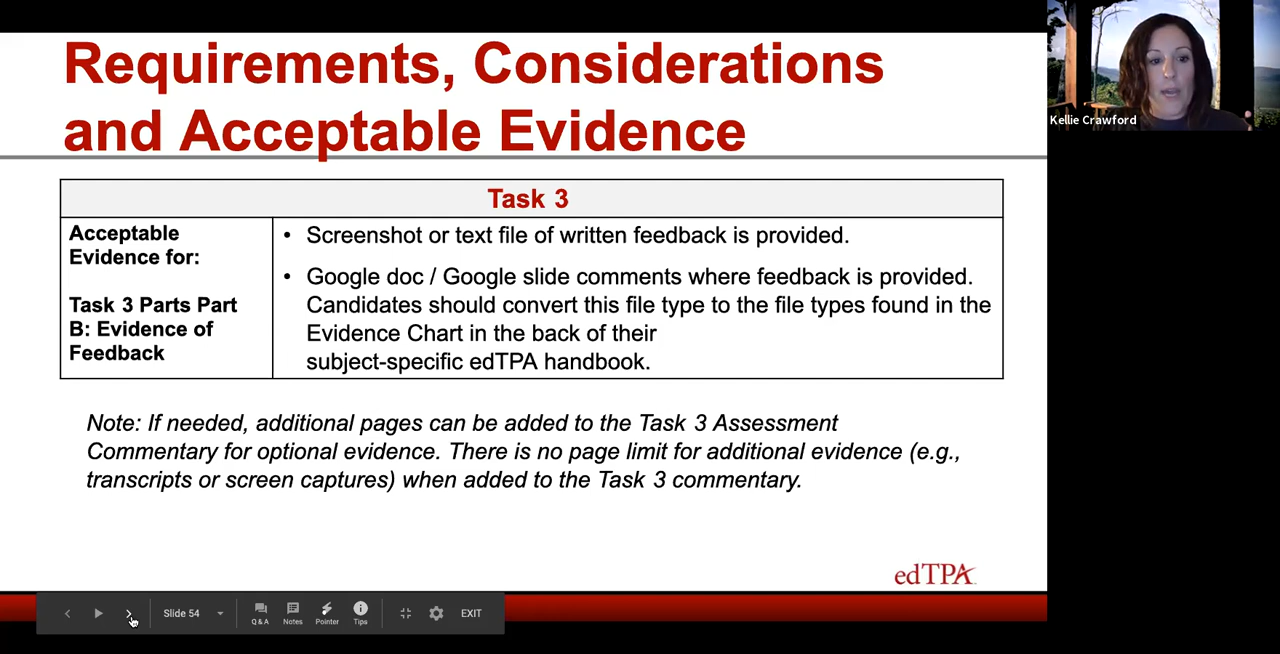 Requirements, Considerations
and Acceptable Evidence
Kellie Crawford
Task 3
Acceptable
Evidence for:
Task 3 Parts Part
B: Evidence of
Feedback
• Screenshot or text file of written feedback is provided.
• Google doc / Google slide comments where feedback is provided.
Candidates should convert this file type to the file types found in the
Evidence Chart in the back of their
subject-specific edTPA handbook.
Note: If needed, additional pages can be added to the Task 3 Assessment
Commentary for optional evidence. There is no page limit for additional evidence (e.g.,
transcripts or screen captures) when added to the Task 3 commentary.
edTPA
Slide 54
Q & A
Notes
Pointer
Tips
EXIT